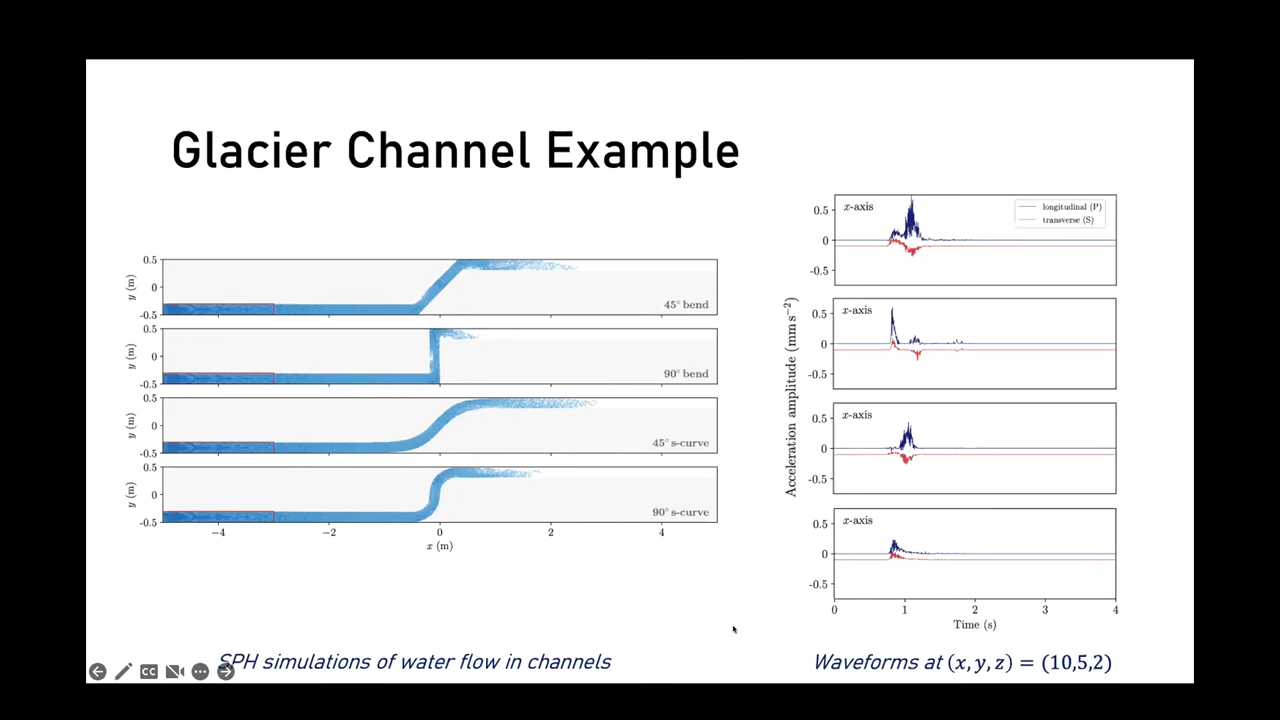 Glacier Channel Example
0.5
0
-0.5
y (m)
45° bend
0.5
0
-0.5
y (m)
90° bend
0.5
0
-0.5
y (m)
45° s-curve
0.5
0
-0.5
y (m)
90° s-curve
−4 −2 0 2 4
x (m)
SPH simulations of water flow in channels
Acceleration amplitude (mm s⁻²)
x-axis
longitudinal (P)
transverse (S)
0.5
0
-0.5
x-axis
0.5
0
-0.5
x-axis
0.5
0
-0.5
x-axis
0.5
0
-0.5
0 1 2 3 4
Time (s)
Waveforms at (x, y, z) = (10,5,2)
CC